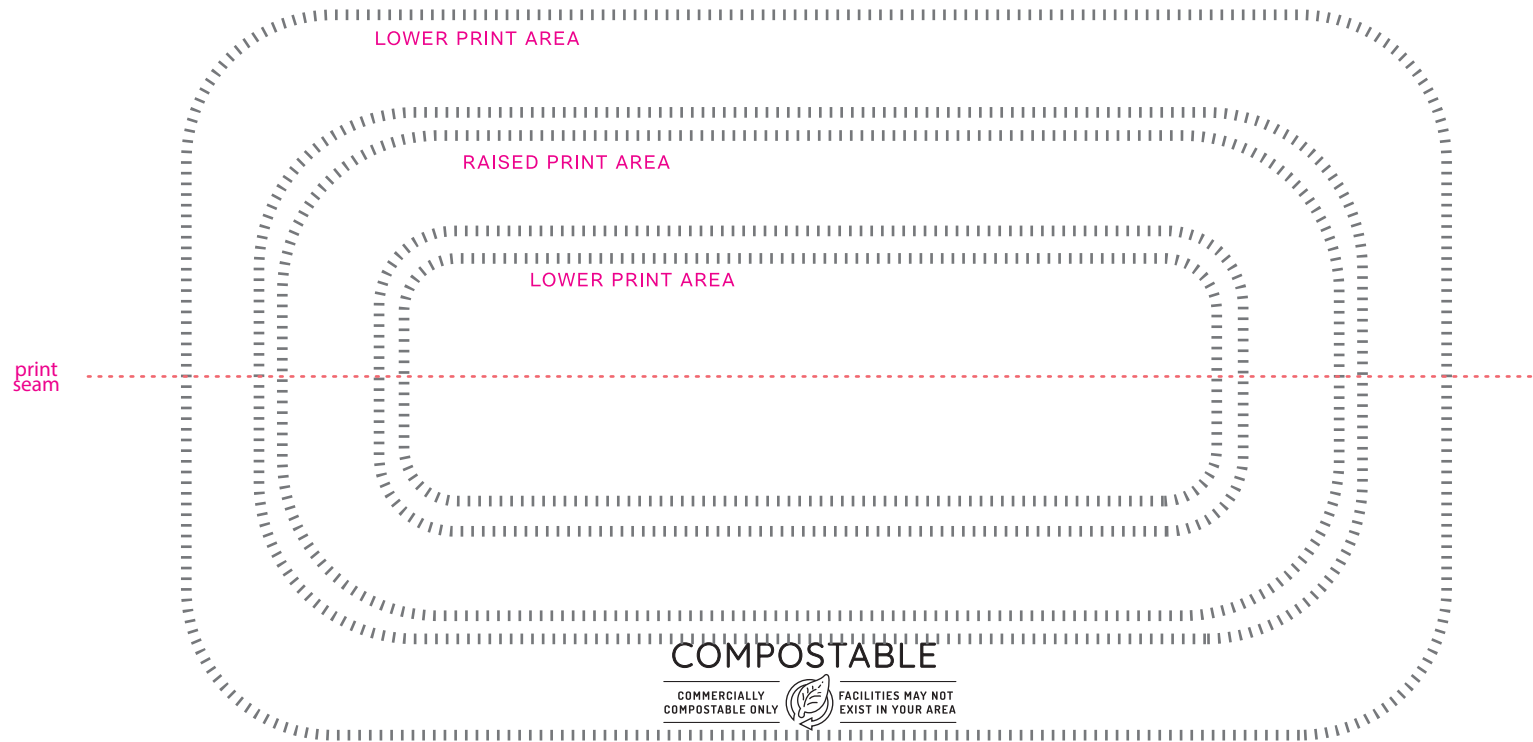 LOWER PRINT AREA
RAISED PRINT AREA
LOWER PRINT AREA
print
seam
COMPOSTABLE
COMMERCIALLY
COMPOSTABLE ONLY
FACILITIES MAY NOT
EXIST IN YOUR AREA